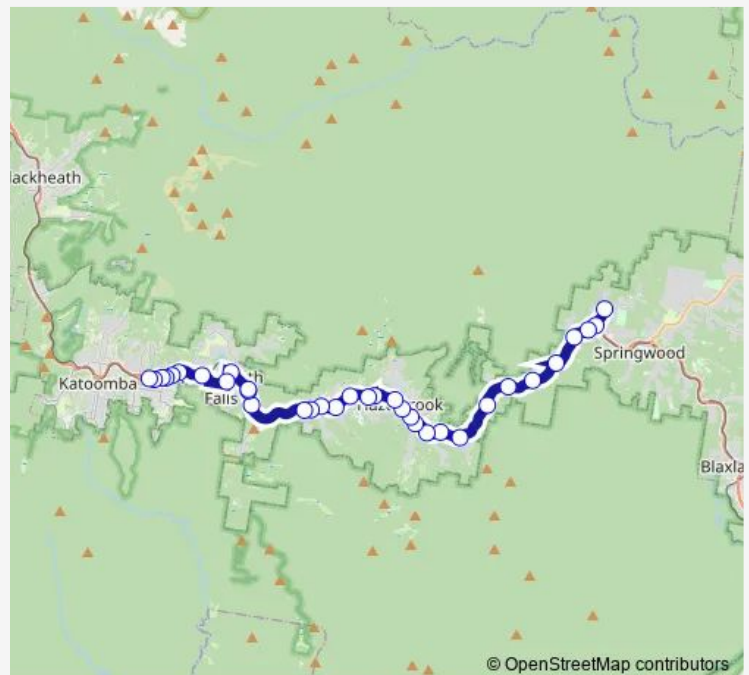 lackheath
Katoomba
Falls
Springwood
Blaxla
© OpenStreetMap contributors